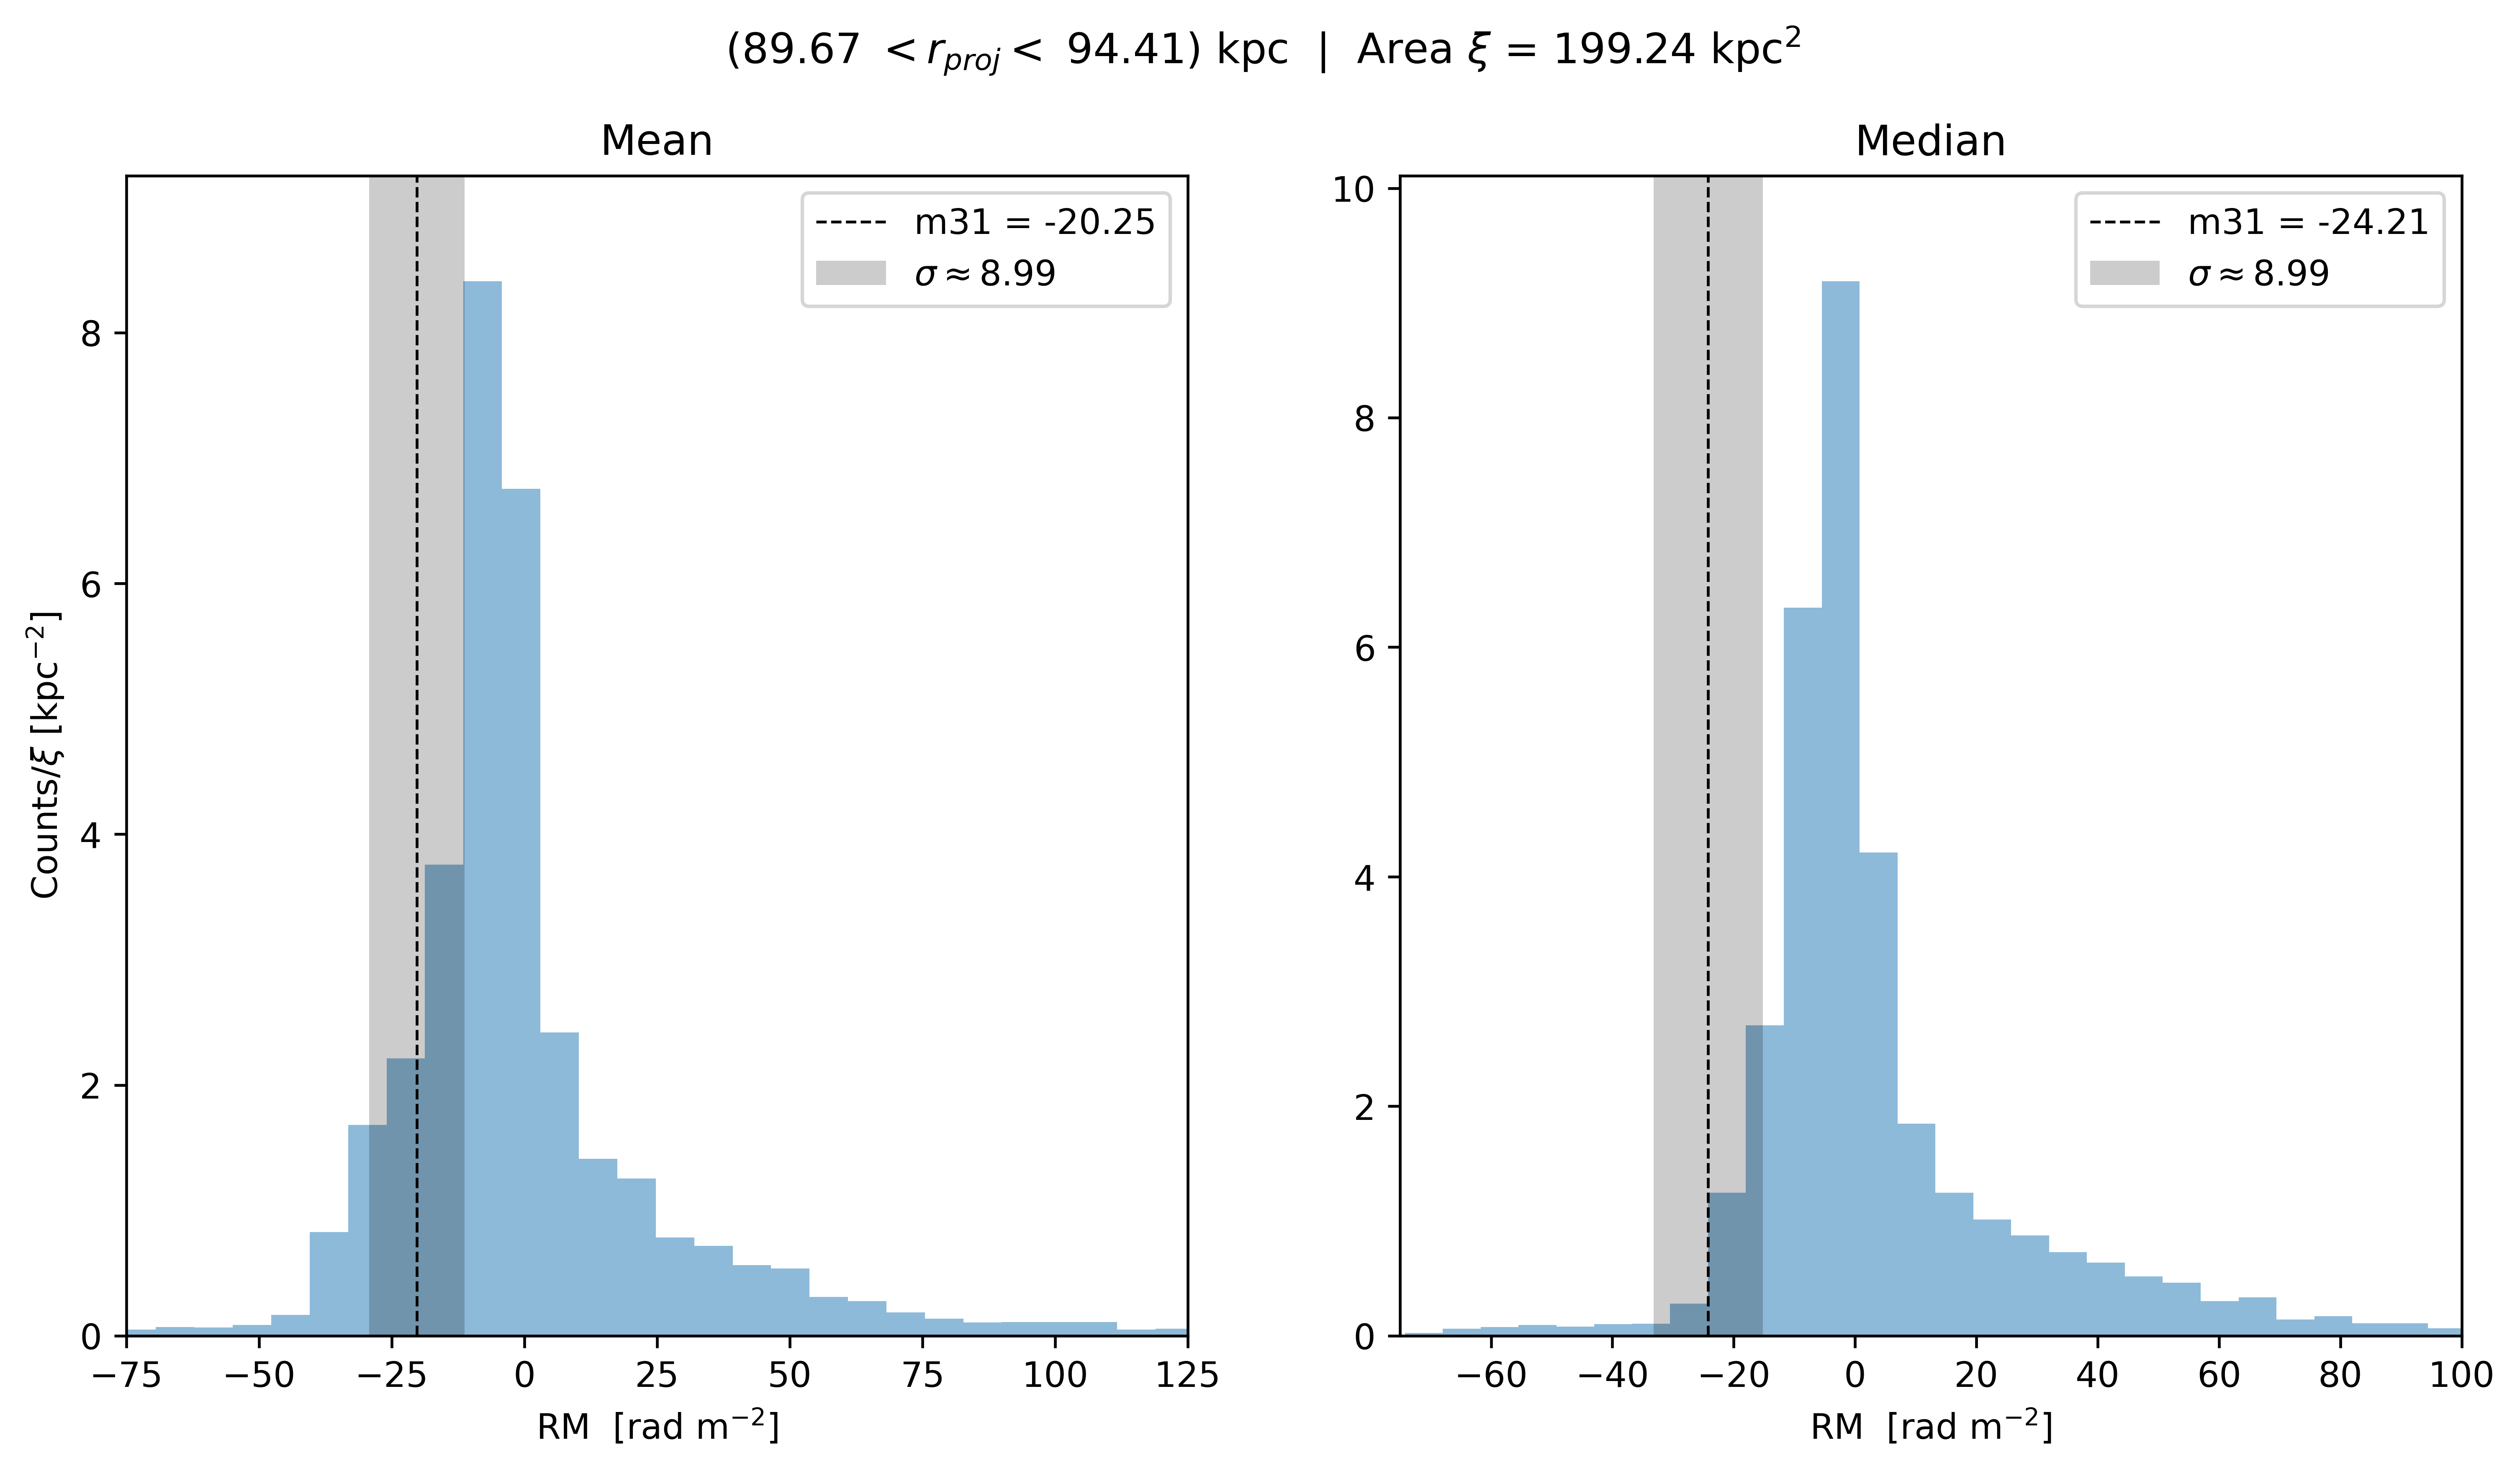 (89.67 < r_proj < 94.41) kpc | Area ξ = 199.24 kpc²
Mean
m31 = -20.25
σ ≈ 8.99
8
6
4
2
0
Counts/ξ [kpc⁻²]
−75 −50 −25 0 25 50 75 100 125
RM [rad m⁻²]
Median
m31 = -24.21
σ ≈ 8.99
10
8
6
4
2
0
−60 −40 −20 0 20 40 60 80 100
RM [rad m⁻²]